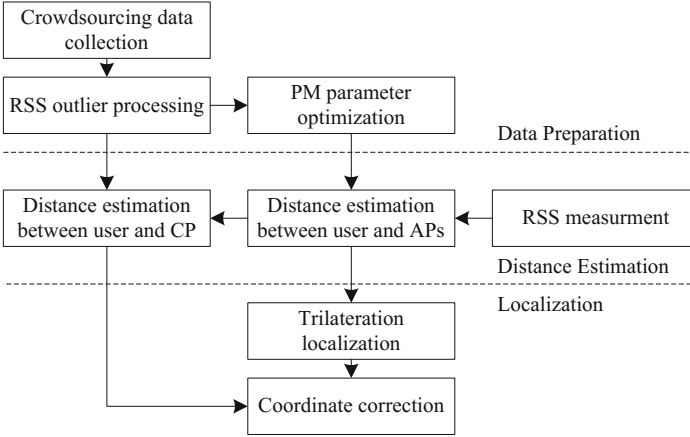 Crowdsourcing data
collection
RSS outlier processing
PM parameter
optimization
Data Preparation
Distance estimation
between user and CP
Distance estimation
between user and APs
RSS measurment
Distance Estimation
Localization
Trilateration
localization
Coordinate correction